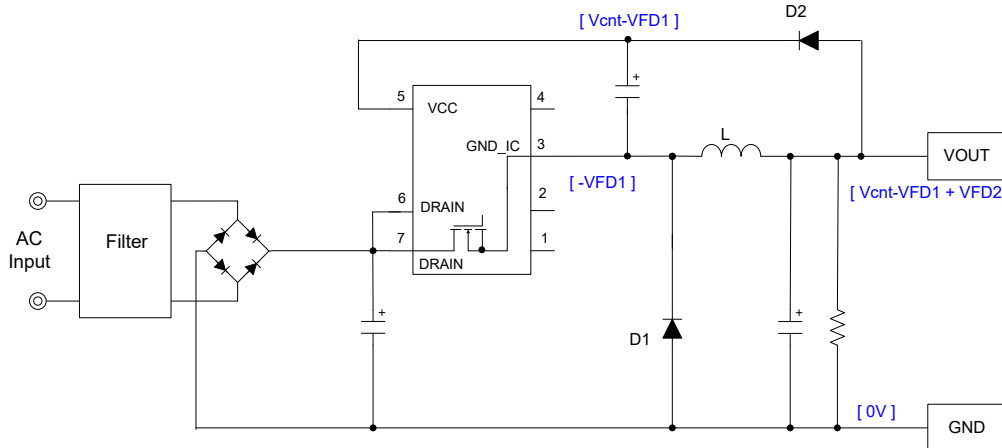 [ Vcnt-VFD1 ]
D2
5
VCC
4
+
GND_IC
3
L
VOUT
[ -VFD1 ]
[ Vcnt-VFD1 + VFD2
6
DRAIN
2
7
DRAIN
1
AC
Input
Filter
+
D1
+
[ 0V ]
GND